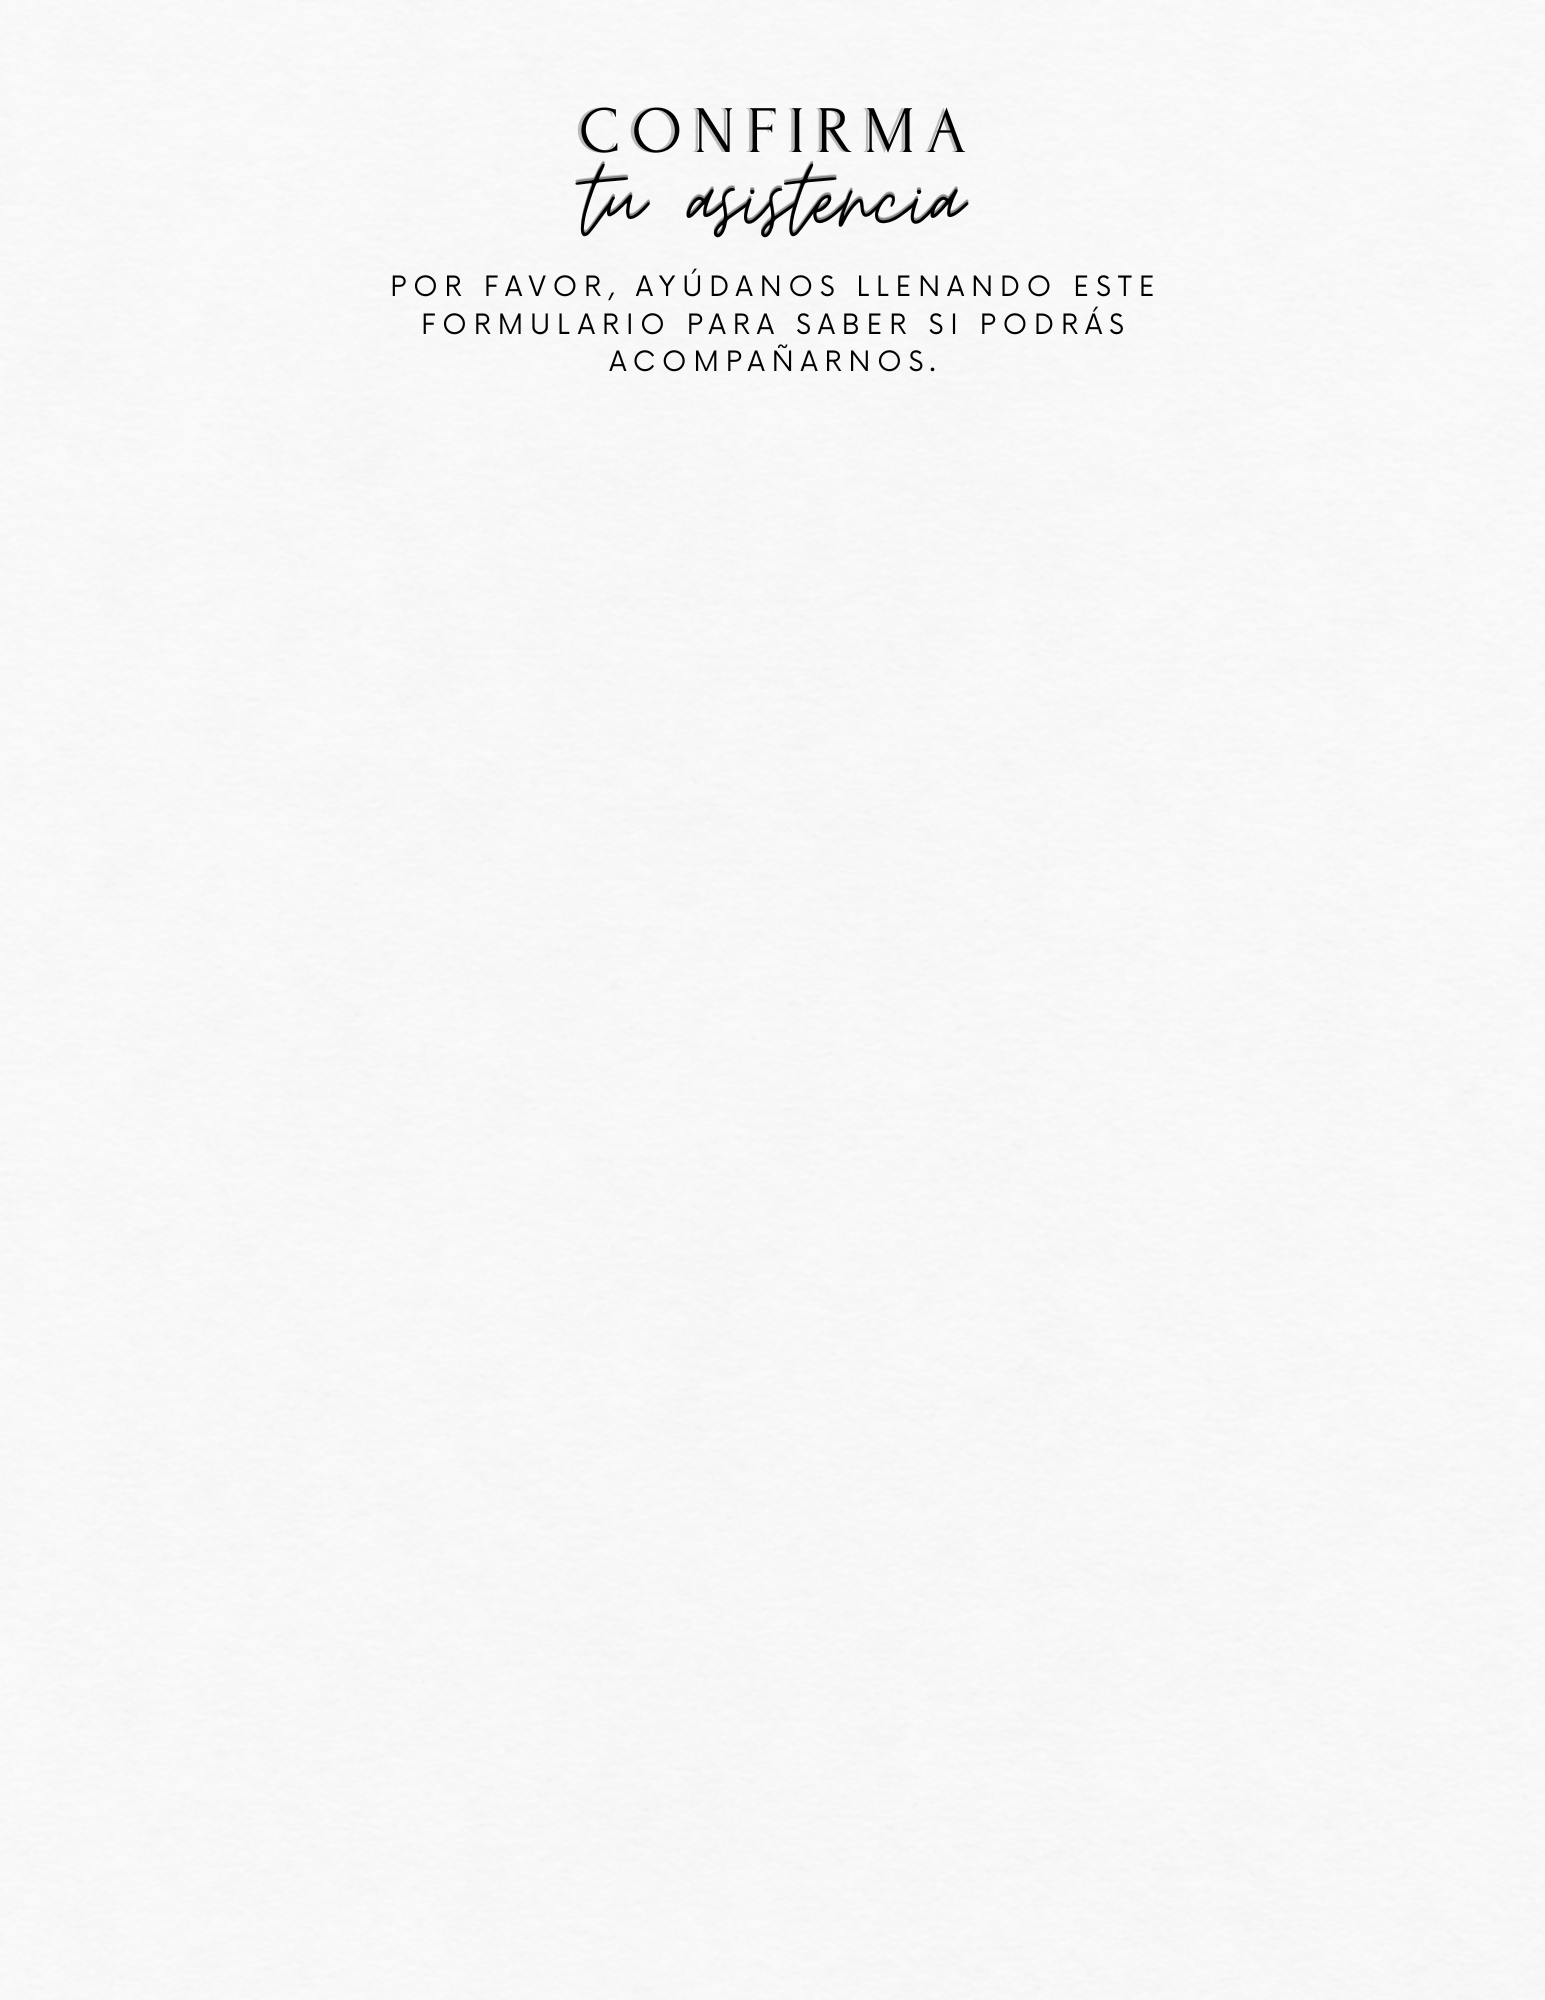 CONFIRMA
tu asistencia
POR FAVOR, AYÚDANOS LLENANDO ESTE
FORMULARIO PARA SABER SI PODRÁS
ACOMPAÑARNOS.